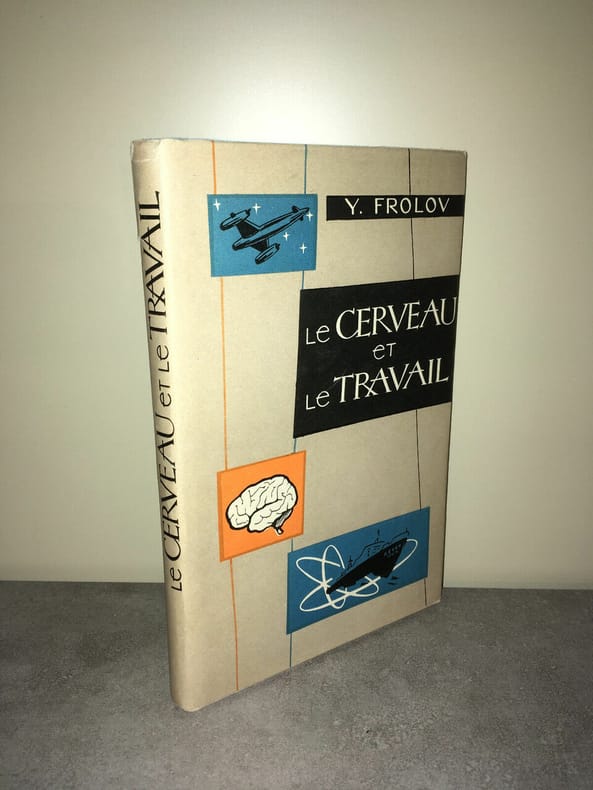 Y. FROLOV
Le CERVEAU
eT
Le TRAVAIL
Le CERVEAU eT Le TRAVAIL